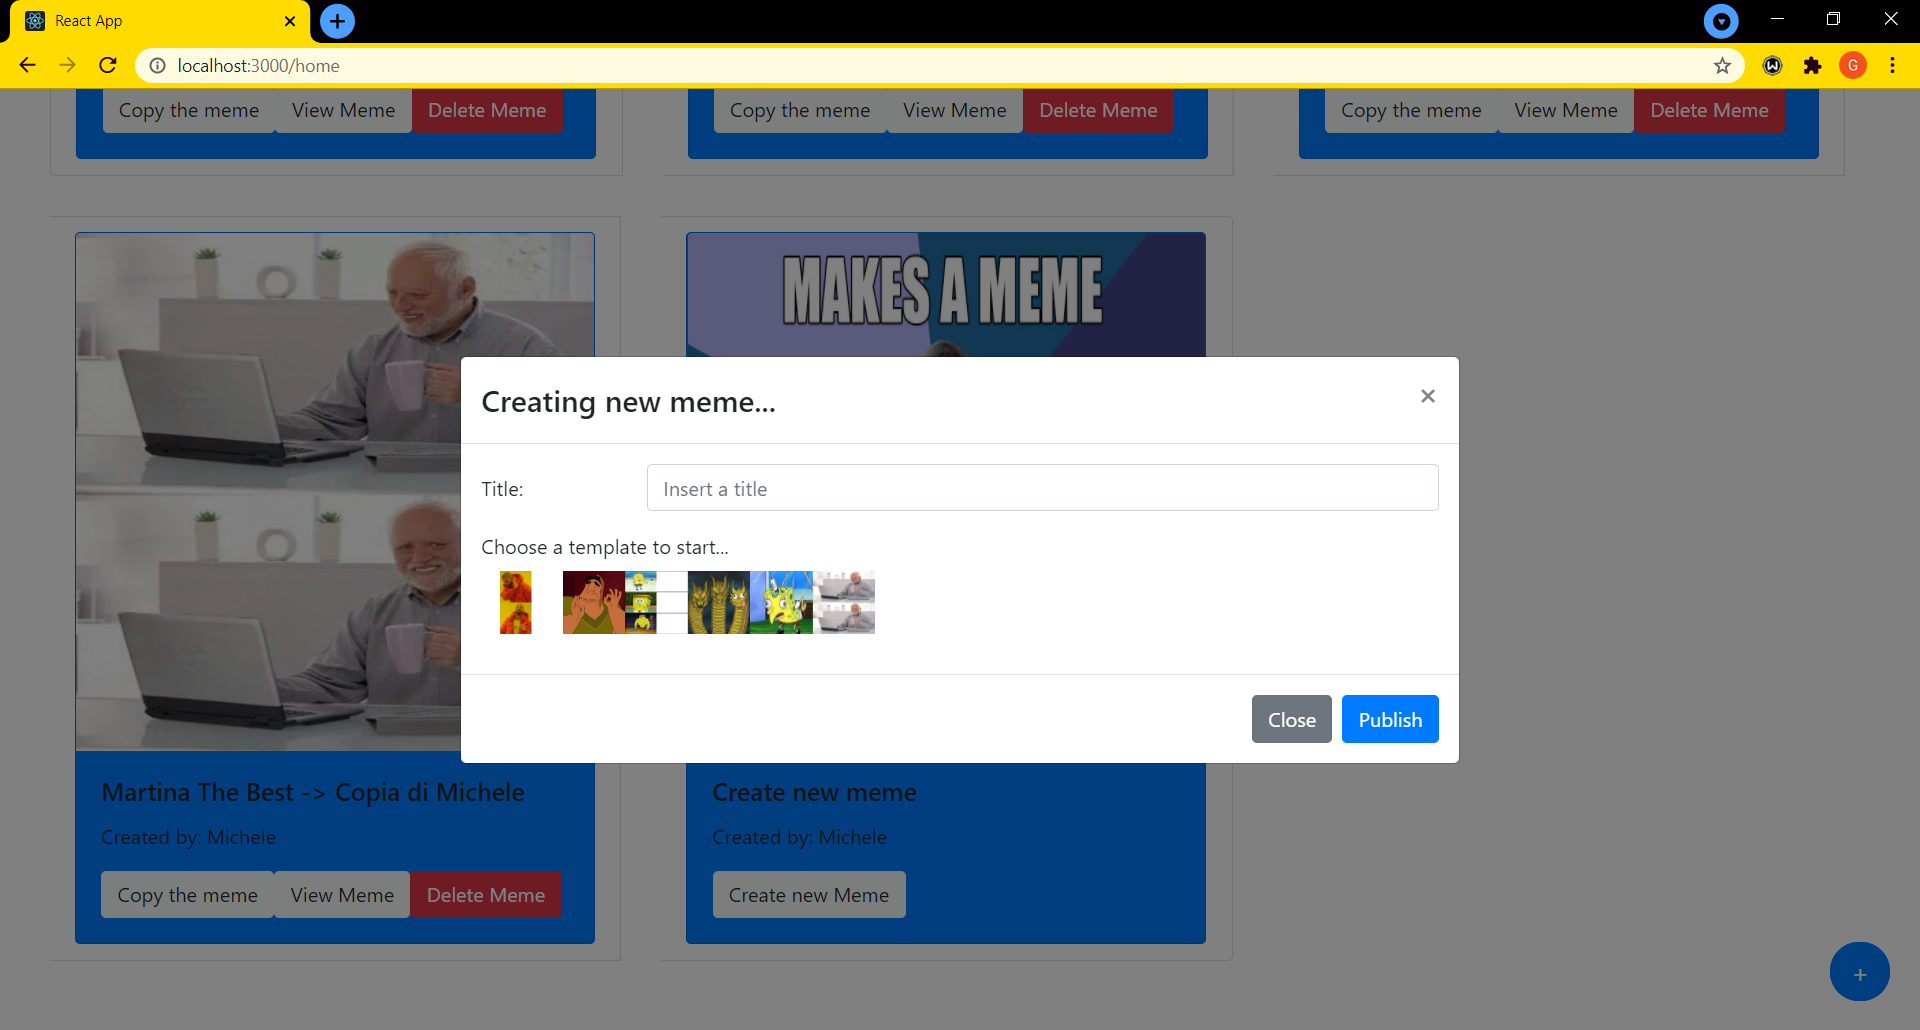 React App
localhost:3000/home
Copy the meme View Meme Delete Meme
Copy the meme View Meme Delete Meme
Copy the meme View Meme Delete Meme
MAKES A MEME
Creating new meme...
×
Title:
Insert a title
Choose a template to start...
Close
Publish
Martina The Best -> Copia di Michele
Created by: Michele
Copy the meme View Meme Delete Meme
Create new meme
Created by: Michele
Create new Meme
+
G